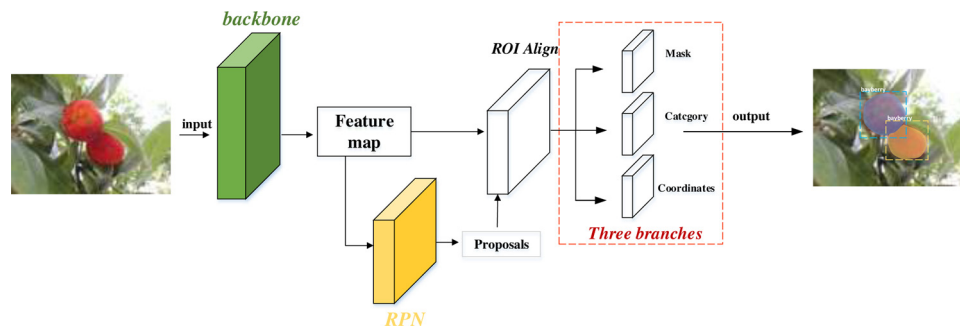 backbone
input
Feature
map
RPN
Proposals
ROI Align
Mask
Catcgory
Coordinates
Three branches
output
bayberry
bayberry